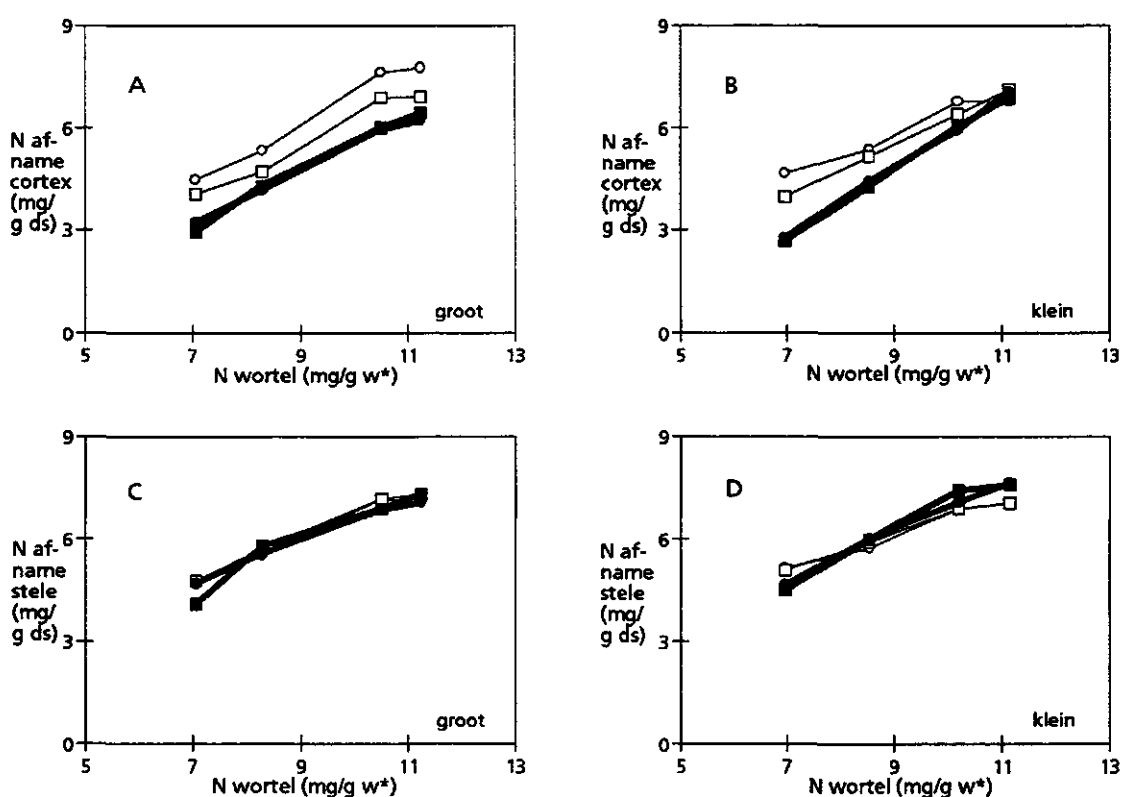 9
A
6
N af-
name
cortex
(mg/
g ds)
3
0
groot
5 7 9 11 13
N wortel (mg/g w*)
9
B
6
N af-
name
cortex
(mg/
g ds)
3
0
klein
5 7 9 11 13
N wortel (mg/g w*)
9
C
6
N af-
name
stele
(mg/
g ds)
3
0
groot
5 7 9 11 13
N wortel (mg/g w*)
9
D
6
N af-
name
stele
(mg/
g ds)
3
0
klein
5 7 9 11 13
N wortel (mg/g w*)